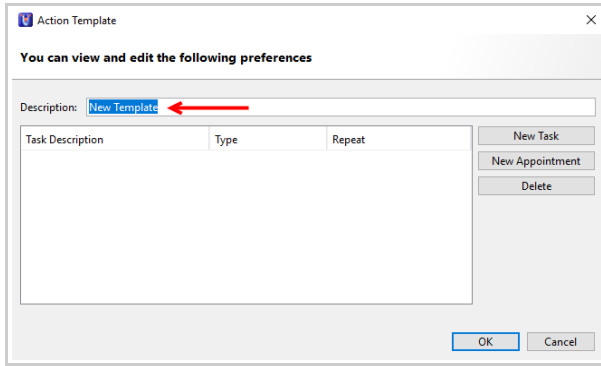 Action Template
You can view and edit the following preferences
Description: New Template
Task Description Type Repeat
New Task
New Appointment
Delete
OK Cancel